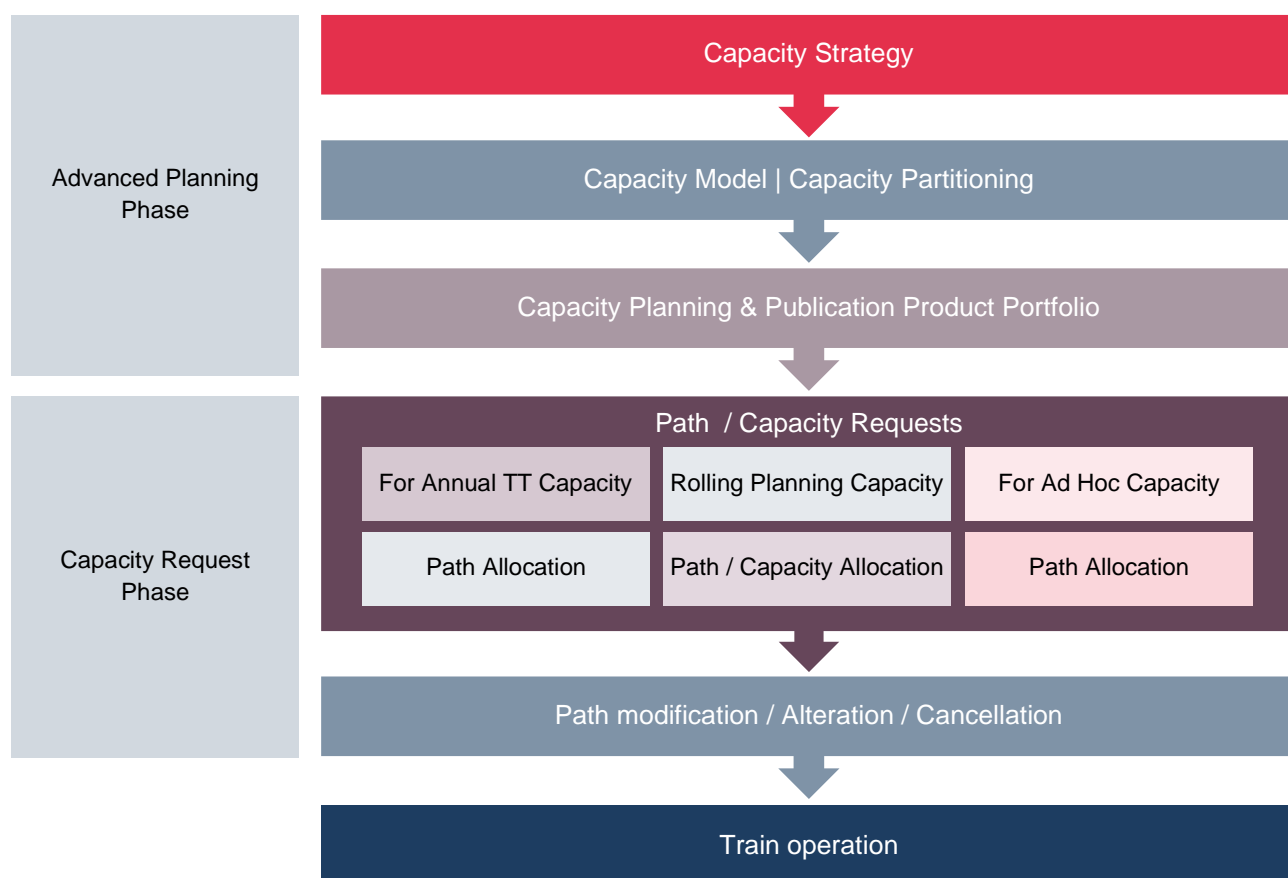 Capacity Strategy
Advanced Planning
Phase
Capacity Model | Capacity Partitioning
Capacity Planning & Publication Product Portfolio
Path / Capacity Requests
For Annual TT Capacity
Rolling Planning Capacity
For Ad Hoc Capacity
Capacity Request
Phase
Path Allocation
Path / Capacity Allocation
Path Allocation
Path modification / Alteration / Cancellation
Train operation